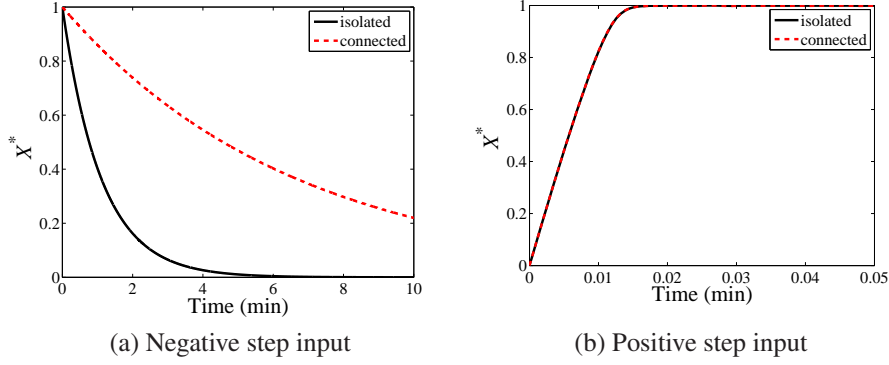 1
0.8
0.6
0.4
0.2
0
X*
0 2 4 6 8 10
Time (min)
isolated
connected
(a) Negative step input
1
0.8
0.6
0.4
0.2
0
X*
0 0.01 0.02 0.03 0.04 0.05
Time (min)
isolated
connected
(b) Positive step input